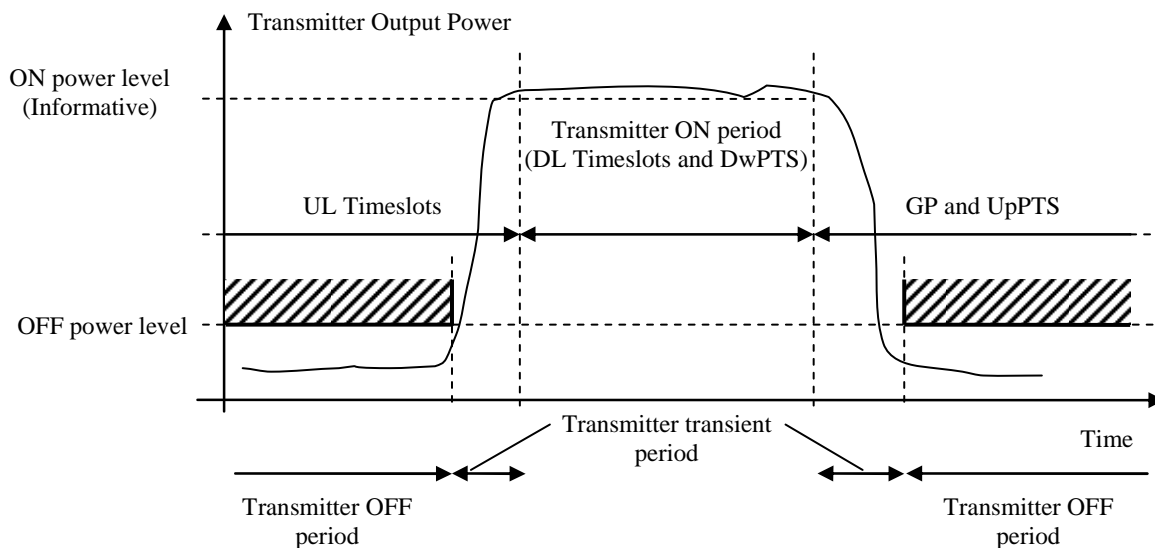 Transmitter Output Power
ON power level
(Informative)
Transmitter ON period
(DL Timeslots and DwPTS)
UL Timeslots
GP and UpPTS
OFF power level
Transmitter transient
period
Time
Transmitter OFF
period
Transmitter OFF
period